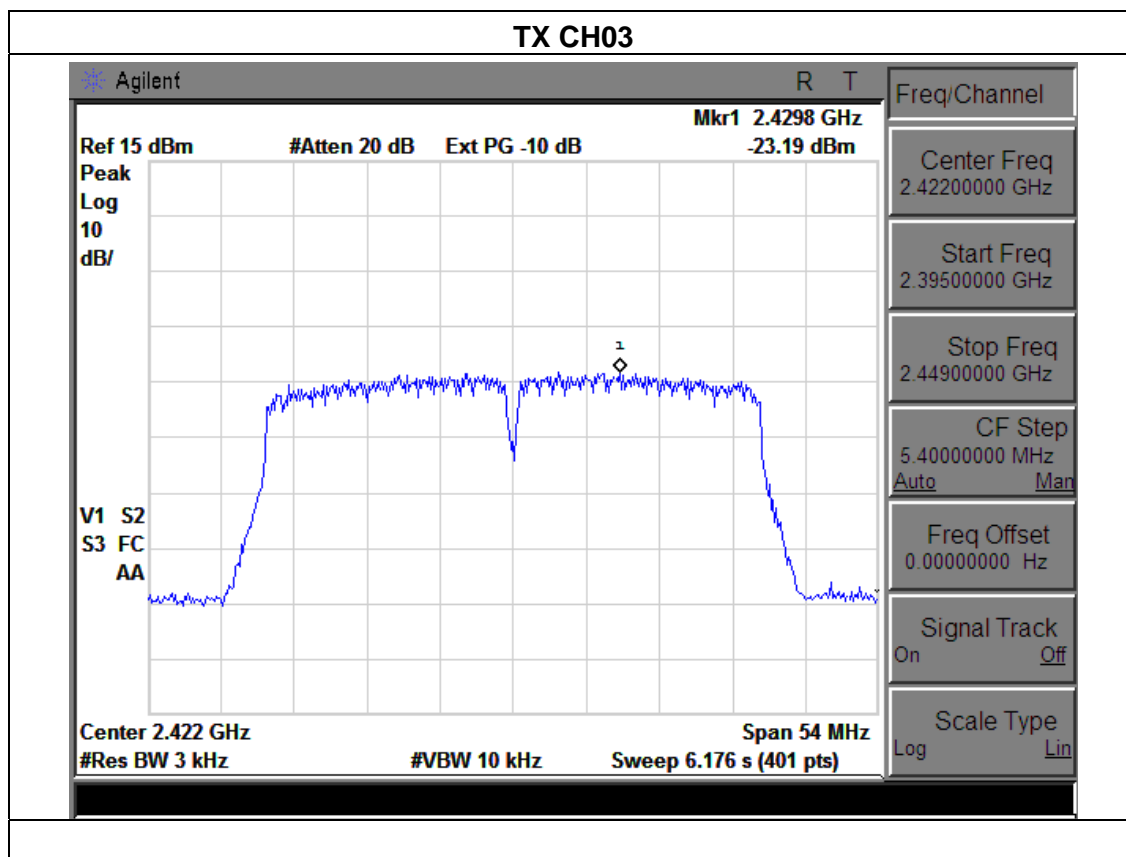 TX CH03
Agilent R T
Mkr1 2.4298 GHz
Ref 15 dBm #Atten 20 dB Ext PG -10 dB -23.19 dBm
Peak
Log
10
dB/
1
V1 S2
S3 FC
AA
Center 2.422 GHz Span 54 MHz
#Res BW 3 kHz #VBW 10 kHz Sweep 6.176 s (401 pts)
Freq/Channel
Center Freq
2.42200000 GHz
Start Freq
2.39500000 GHz
Stop Freq
2.44900000 GHz
CF Step
5.40000000 MHz
Auto Man
Freq Offset
0.00000000 Hz
Signal Track
On Off
Scale Type
Log Lin